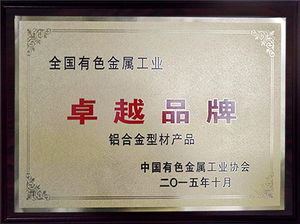 全国有色金属工业
卓越品牌
铝合金型材产品
中国有色金属工业协会
二〇一五年十月